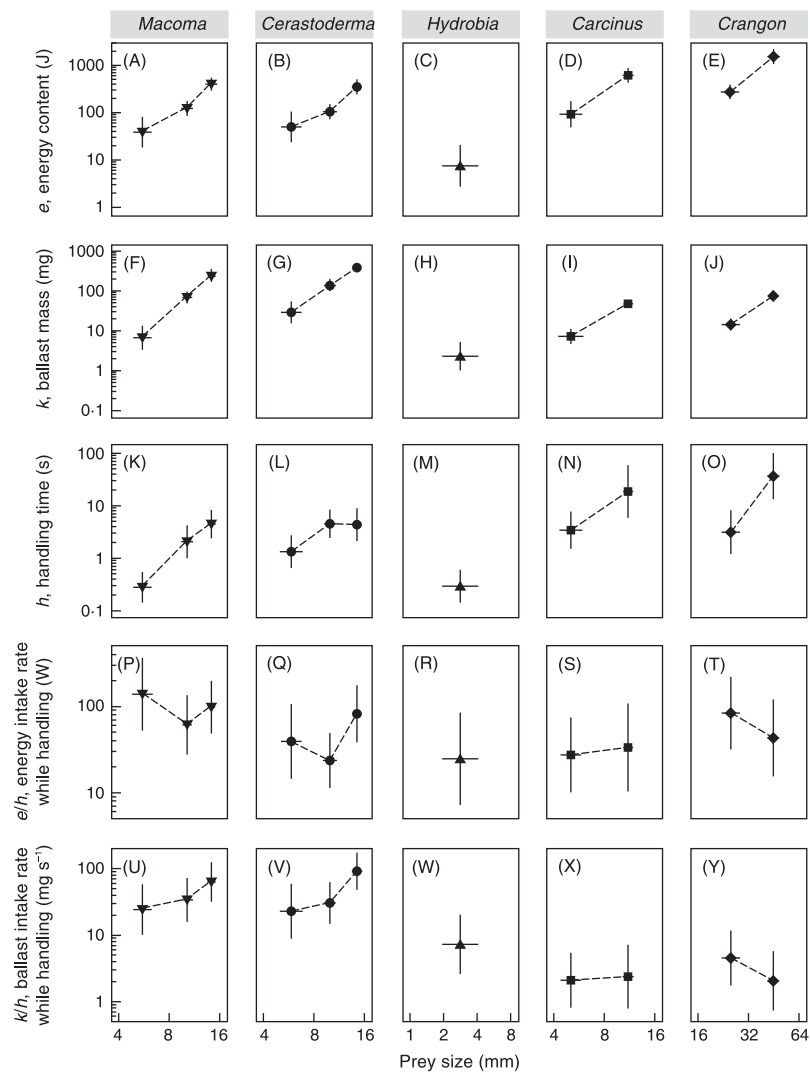 Macoma Cerastoderma Hydrobia Carcinus Crangon
e, energy content (J)
1000
100
10
1
(A) (B) (C) (D) (E)
k, ballast mass (mg)
1000
100
10
1
0·1
(F) (G) (H) (I) (J)
h, handling time (s)
100
10
1
0·1
(K) (L) (M) (N) (O)
e/h, energy intake rate
while handling (W)
100
10
(P) (Q) (R) (S) (T)
k/h, ballast intake rate
while handling (mg s⁻¹)
100
10
1
(U) (V) (W) (X) (Y)
4 8 16 4 8 16 1 2 4 8 4 8 16 16 32 64
Prey size (mm)